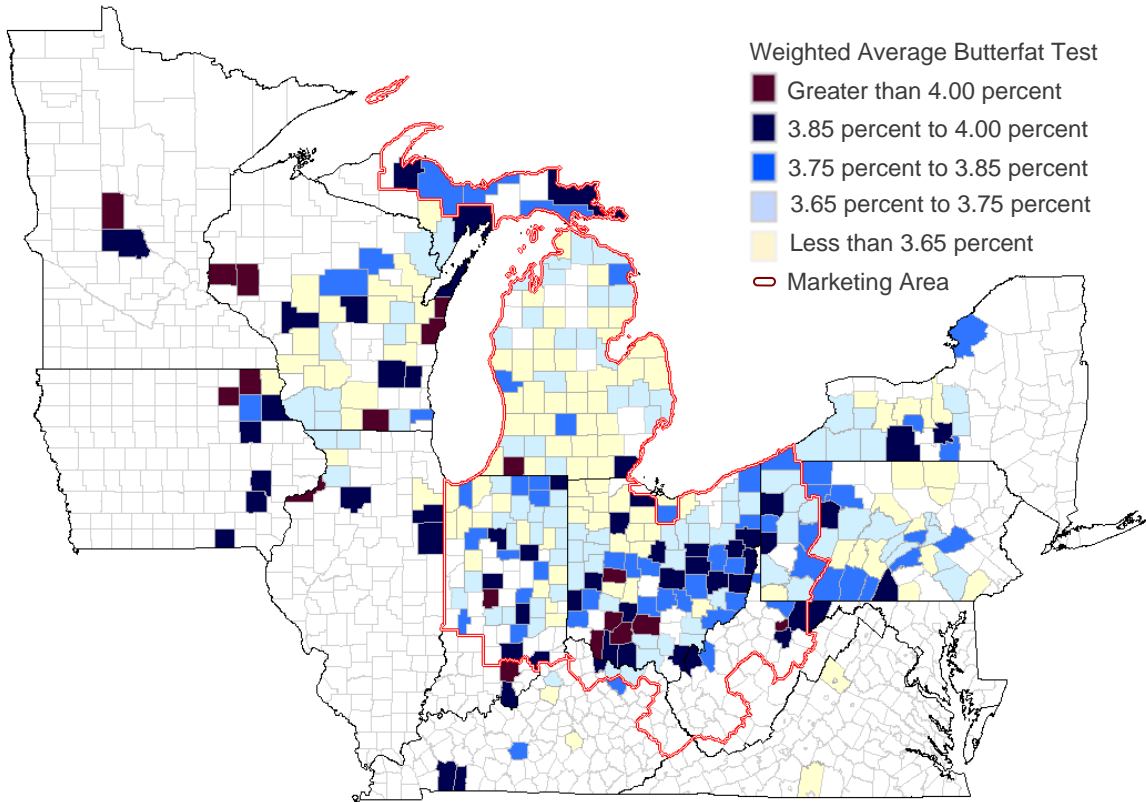 Weighted Average Butterfat Test
Greater than 4.00 percent
3.85 percent to 4.00 percent
3.75 percent to 3.85 percent
3.65 percent to 3.75 percent
Less than 3.65 percent
Marketing Area